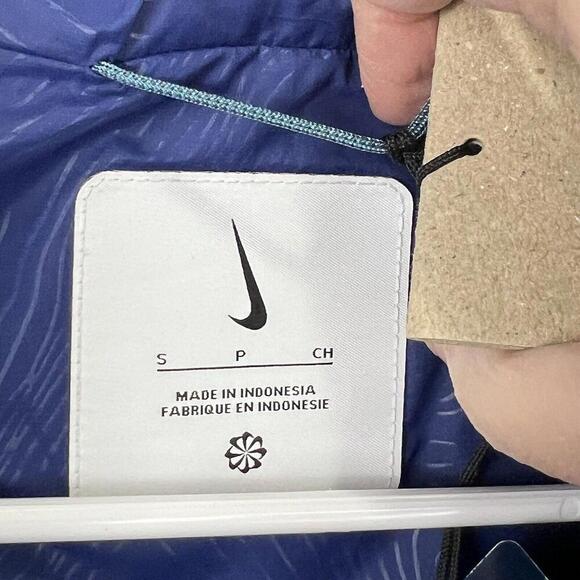 S P CH
MADE IN INDONESIA
FABRIQUE EN INDONESIE